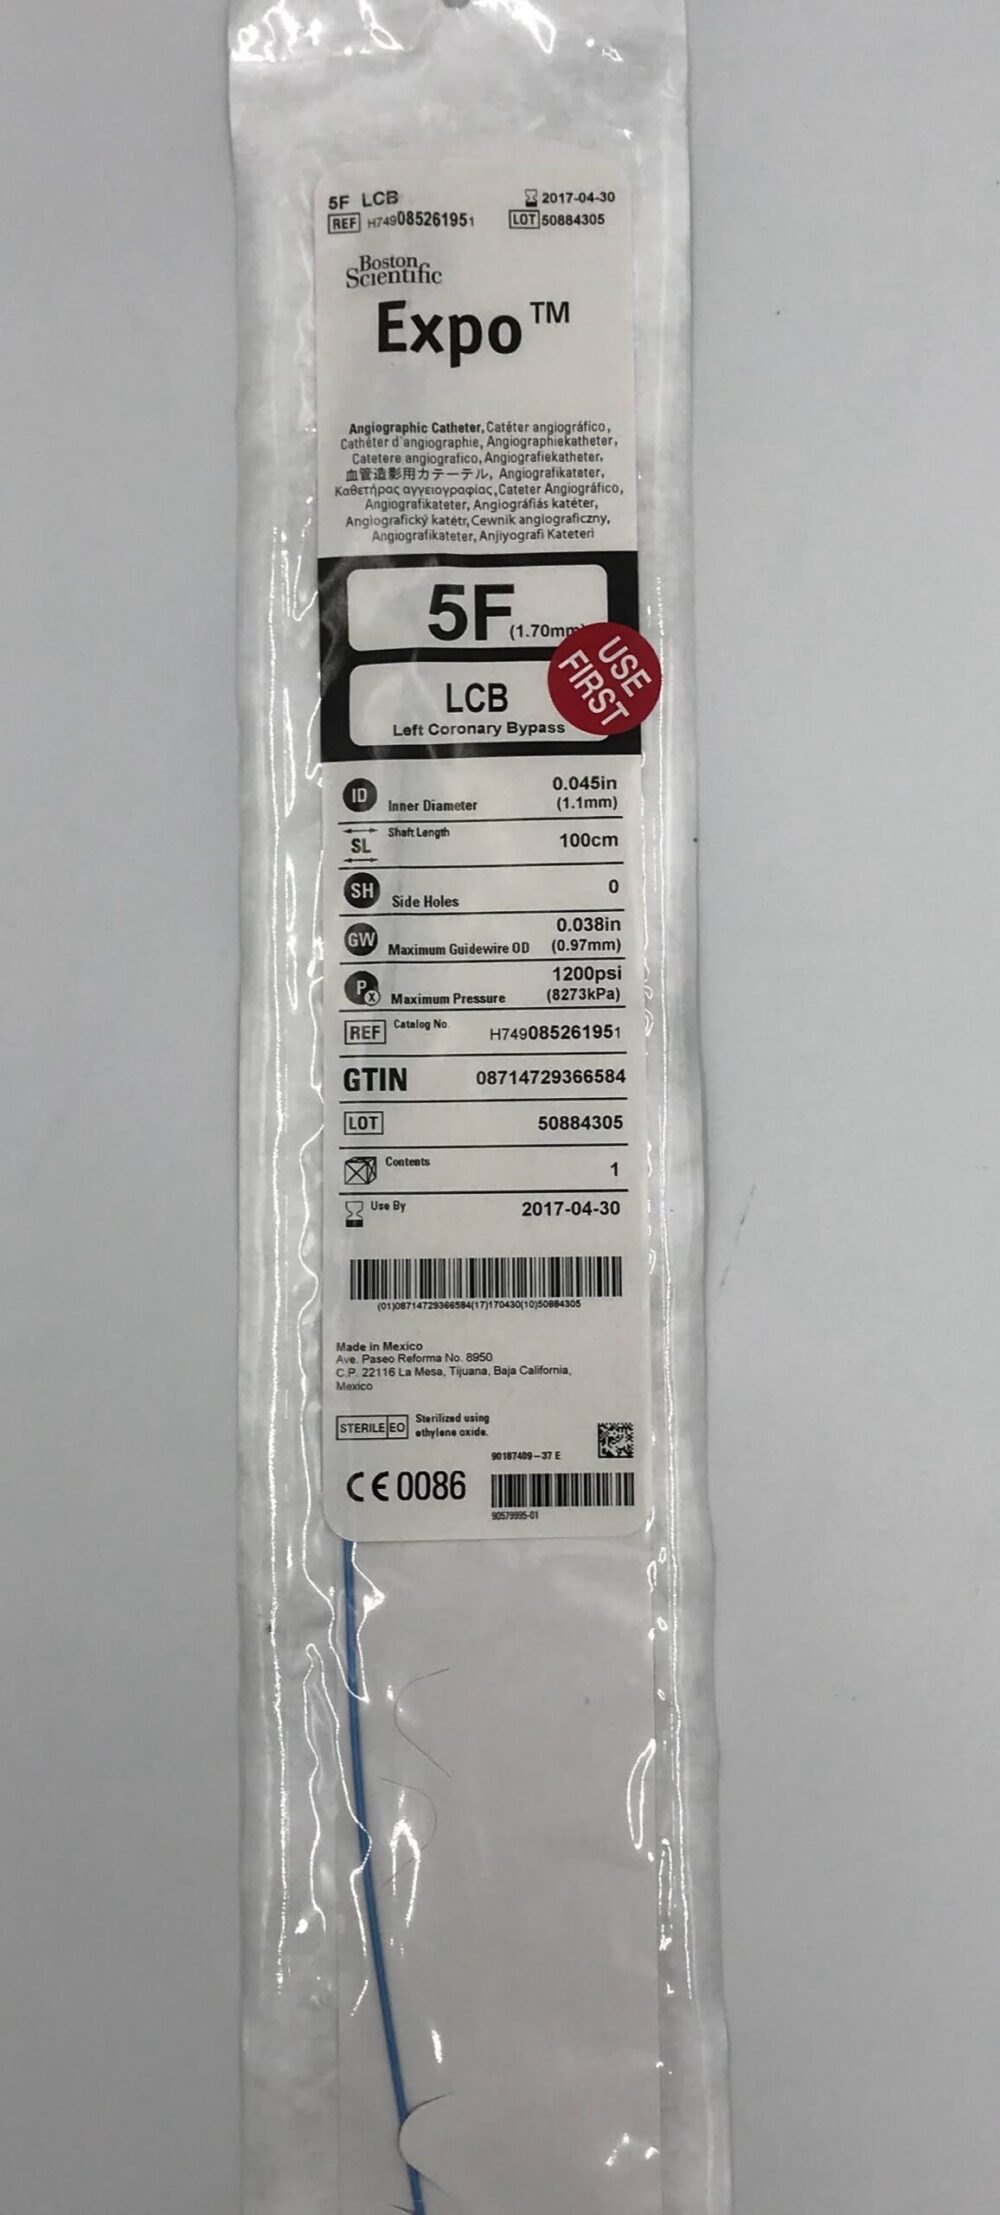 5F LCB
2017-04-30
REF H749085261951
LOT 50884305
Boston
Scientific
Expo™
Angiographic Catheter, Catéter angiográfico,
Cathéter d'angiographie, Angiographiekatheter,
Catetere angiografico, Angiografiekatheter,
血管造影用カテーテル, Angiografikateter,
Καθετήρας αγγειογραφίας, Cateter Angiográfico,
Angiografikateter, Angiográfiás katéter,
Angiografický katétr, Cewnik angiograficzny,
Angiografikateter, Anjiyografi Kateteri
5F (1.70mm
USE
FIRST
LCB
Left Coronary Bypass
ID Inner Diameter 0.045in
(1.1mm)
SL Shaft Length 100cm
SH Side Holes 0
GW Maximum Guidewire OD 0.038in
(0.97mm)
Px Maximum Pressure 1200psi
(8273kPa)
REF Catalog No. H749085261951
GTIN 08714729366584
LOT 50884305
Contents 1
Use By 2017-04-30
(01)08714729366584(17)170430(10)50884305
Made in Mexico
Ave. Paseo Reforma No. 8950
C.P. 22116 La Mesa, Tijuana, Baja California,
Mexico
STERILE EO Sterilized using
ethylene oxide.
90187409-37 E
CE 0086
90579995-01